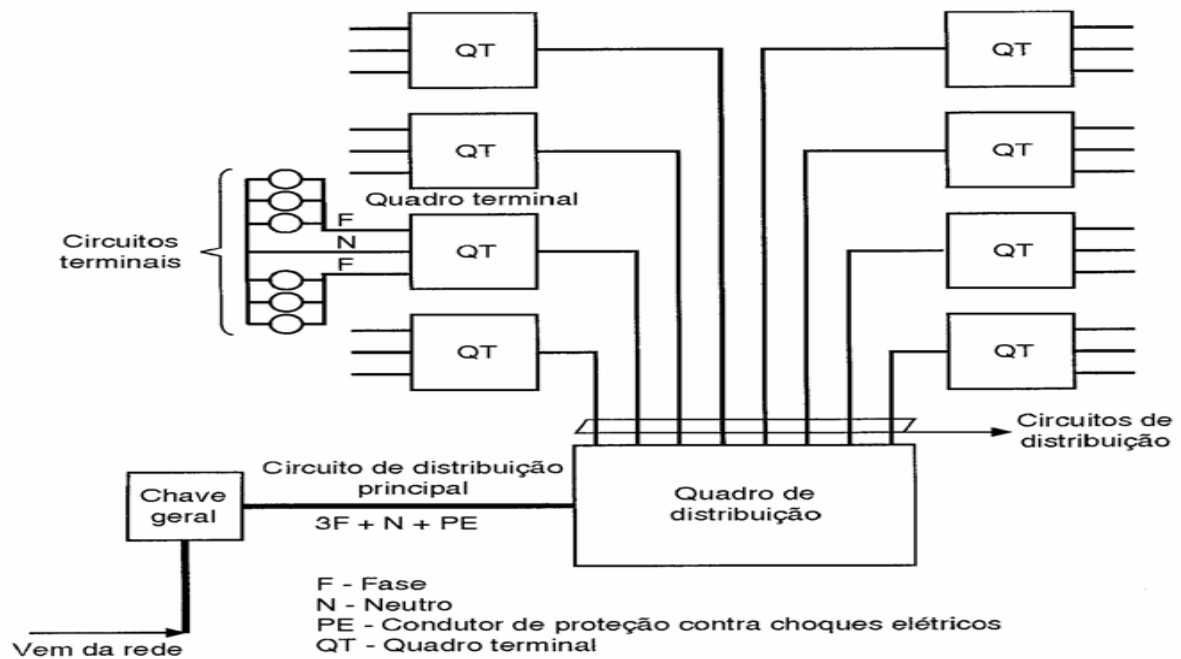 QT
QT
QT
QT
Quadro terminal
F
Circuitos
terminais
N
F
QT
QT
QT
QT
Circuitos de
distribuição
Circuito de distribuição
principal
Chave
geral
3F + N + PE
Quadro de
distribuição
F - Fase
N - Neutro
PE - Condutor de proteção contra choques elétricos
QT - Quadro terminal
Vem da rede